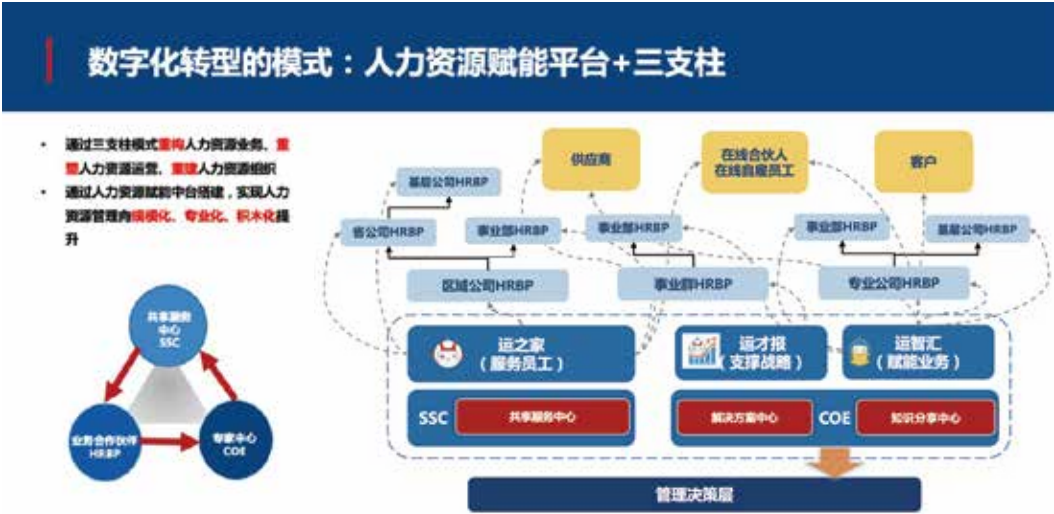 数字化转型的模式：人力资源赋能平台+三支柱
• 通过三支柱模式重构人力资源业务、重
塑人力资源运营、重建人力资源组织
• 通过人力资源赋能中台搭建，实现人力
资源管理向规模化、专业化、积木化提
升
共享服务
中心
SSC
业务合作伙伴
HRBP
专家中心
COE
供应商
在线合伙人
在线自雇员工
客户
基层公司HRBP
省公司HRBP
事业部HRBP
事业部HRBP
事业部HRBP
基层公司HRBP
区域公司HRBP
事业群HRBP
专业公司HRBP
运之家
（服务员工）
运才报
（支撑战略）
运智汇
（赋能业务）
SSC
共享服务中心
解决方案中心
COE
知识分享中心
管理决策层